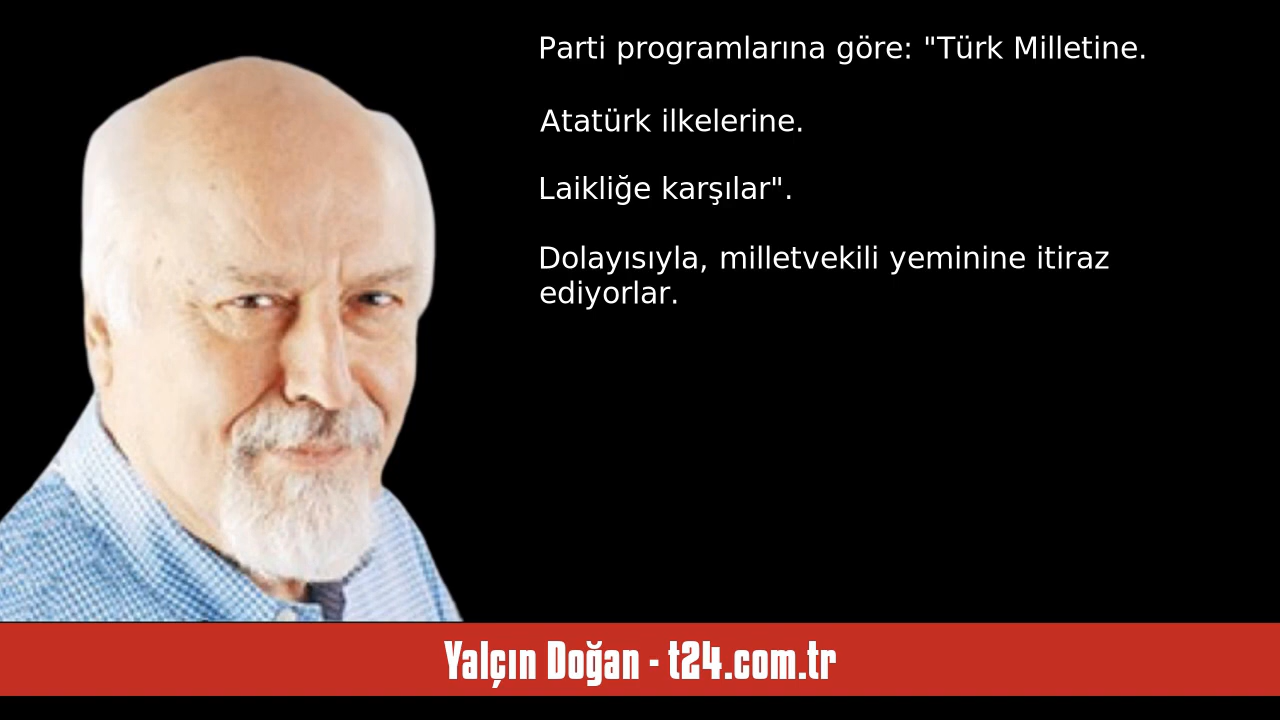 Parti programlarına göre: "Türk Milletine.
Atatürk ilkelerine.
Laikliğe karşılar".
Dolayısıyla, milletvekili yeminine itiraz
ediyorlar.
Yalçın Doğan - t24.com.tr